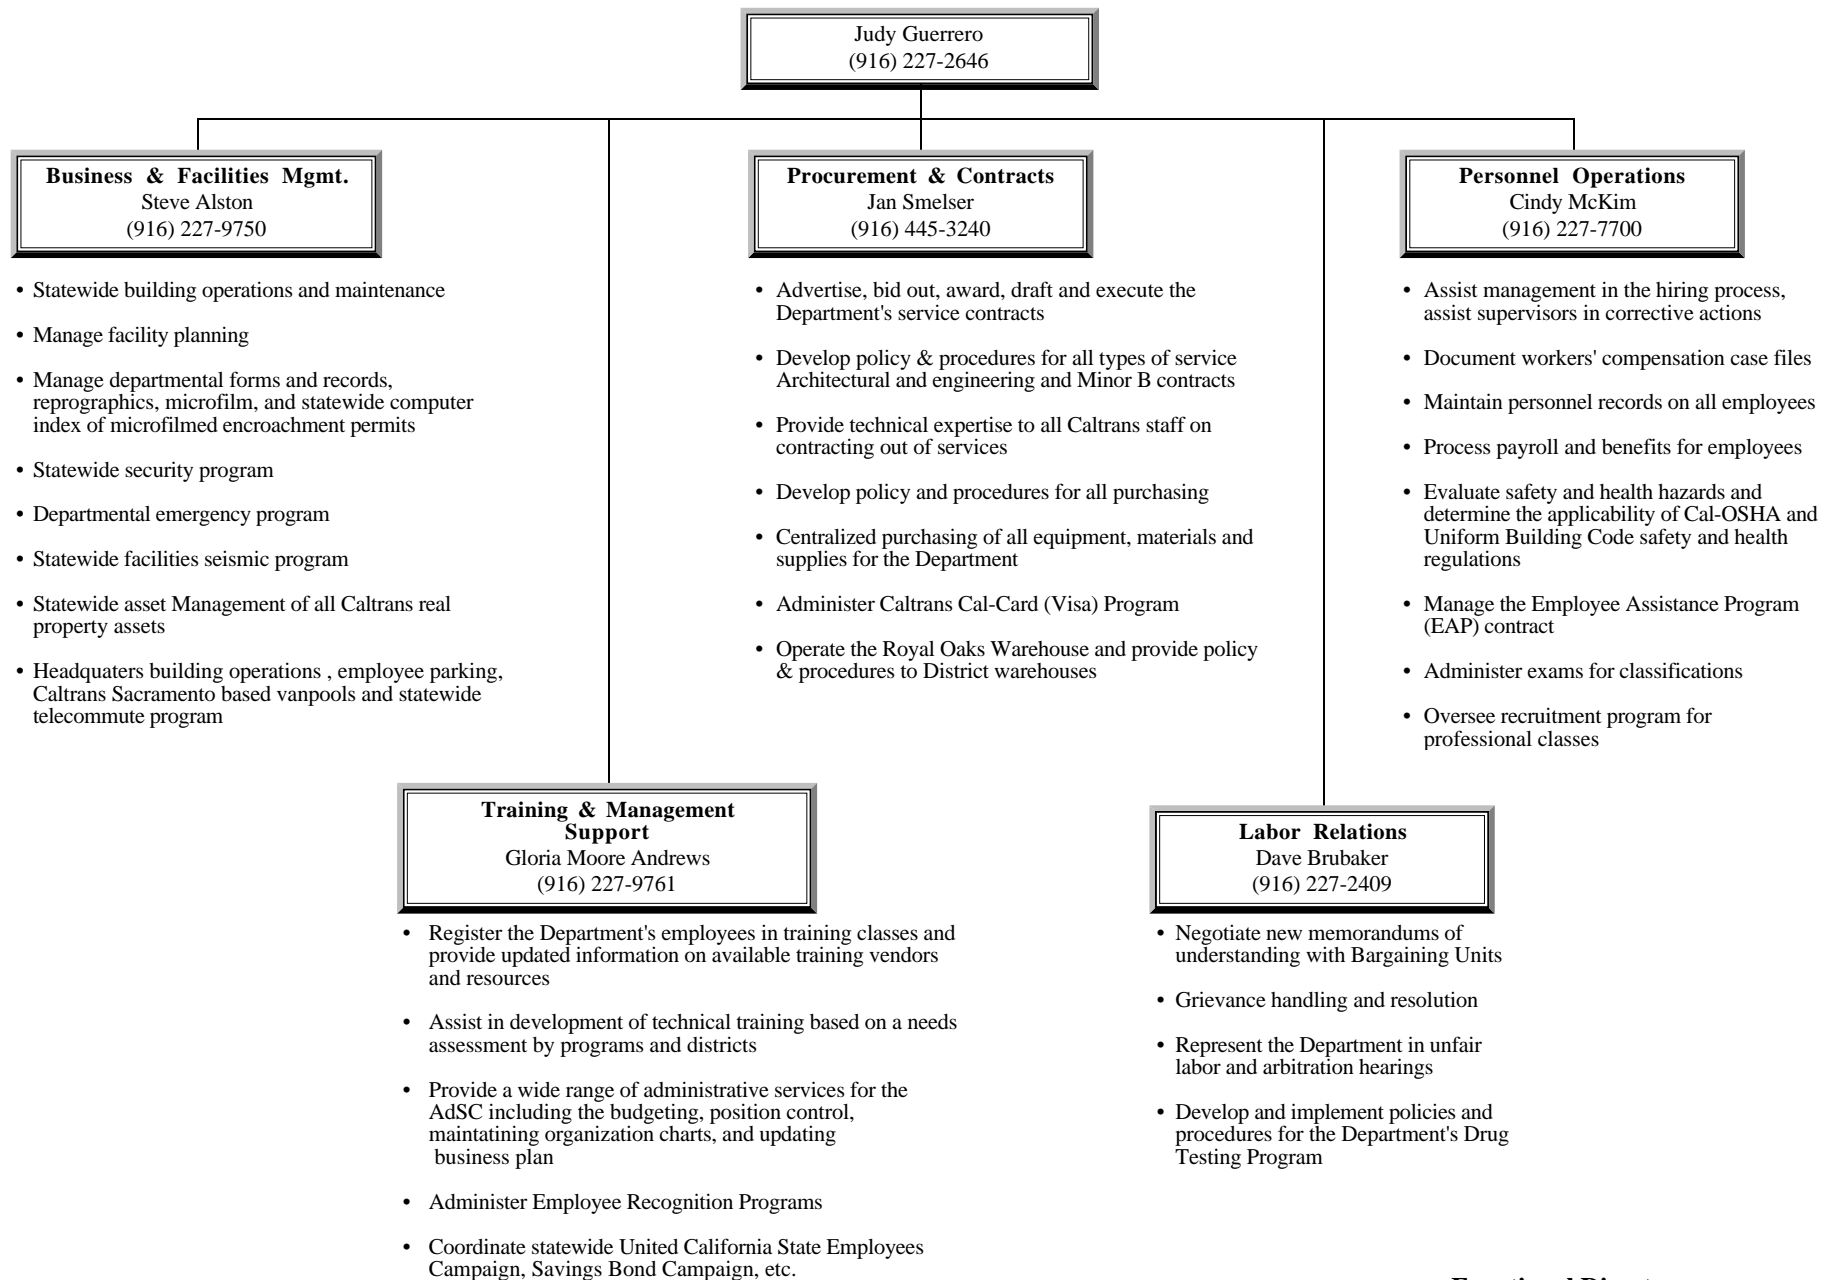 Judy Guerrero
(916) 227-2646
Business & Facilities Mgmt.
Steve Alston
(916) 227-9750
• Statewide building operations and maintenance
• Manage facility planning
• Manage departmental forms and records,
reprographics, microfilm, and statewide computer
index of microfilmed encroachment permits
• Statewide security program
• Departmental emergency program
• Statewide facilities seismic program
• Statewide asset Management of all Caltrans real
property assets
• Headquaters building operations , employee parking,
Caltrans Sacramento based vanpools and statewide
telecommute program
Procurement & Contracts
Jan Smelser
(916) 445-3240
• Advertise, bid out, award, draft and execute the
Department's service contracts
• Develop policy & procedures for all types of service
Architectural and engineering and Minor B contracts
• Provide technical expertise to all Caltrans staff on
contracting out of services
• Develop policy and procedures for all purchasing
• Centralized purchasing of all equipment, materials and
supplies for the Department
• Administer Caltrans Cal-Card (Visa) Program
• Operate the Royal Oaks Warehouse and provide policy
& procedures to District warehouses
Personnel Operations
Cindy McKim
(916) 227-7700
• Assist management in the hiring process,
assist supervisors in corrective actions
• Document workers' compensation case files
• Maintain personnel records on all employees
• Process payroll and benefits for employees
• Evaluate safety and health hazards and
determine the applicability of Cal-OSHA and
Uniform Building Code safety and health
regulations
• Manage the Employee Assistance Program
(EAP) contract
• Administer exams for classifications
• Oversee recruitment program for
professional classes
Training & Management
Support
Gloria Moore Andrews
(916) 227-9761
• Register the Department's employees in training classes and
provide updated information on available training vendors
and resources
• Assist in development of technical training based on a needs
assessment by programs and districts
• Provide a wide range of administrative services for the
AdSC including the budgeting, position control,
maintatining organization charts, and updating
business plan
• Administer Employee Recognition Programs
• Coordinate statewide United California State Employees
Campaign, Savings Bond Campaign, etc.
Labor Relations
Dave Brubaker
(916) 227-2409
• Negotiate new memorandums of
understanding with Bargaining Units
• Grievance handling and resolution
• Represent the Department in unfair
labor and arbitration hearings
• Develop and implement policies and
procedures for the Department's Drug
Testing Program